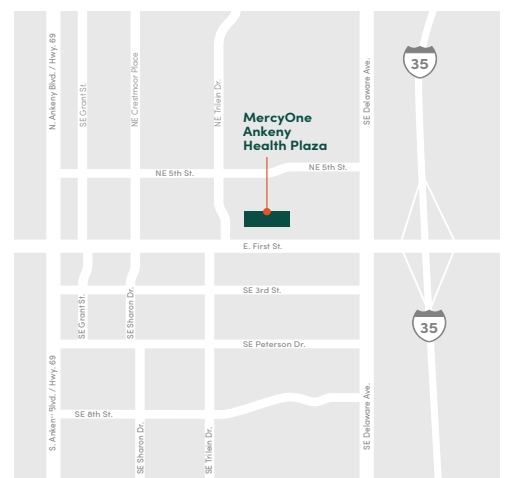 N. Ankeny Blvd. / Hwy. 69
SE Grant St.
NE Crestmoor Place
NE Trilein Dr.
SE Delaware Ave.
35
MercyOne
Ankeny
Health Plaza
NE 5th St.
NE 5th St.
E. First St.
SE Grant St.
SE Sharon Dr.
SE 3rd St.
35
SE Peterson Dr.
S. Ankeny Blvd. / Hwy. 69
SE 8th St.
SE Sharon Dr.
SE Trilein Dr.
SE Delaware Ave.